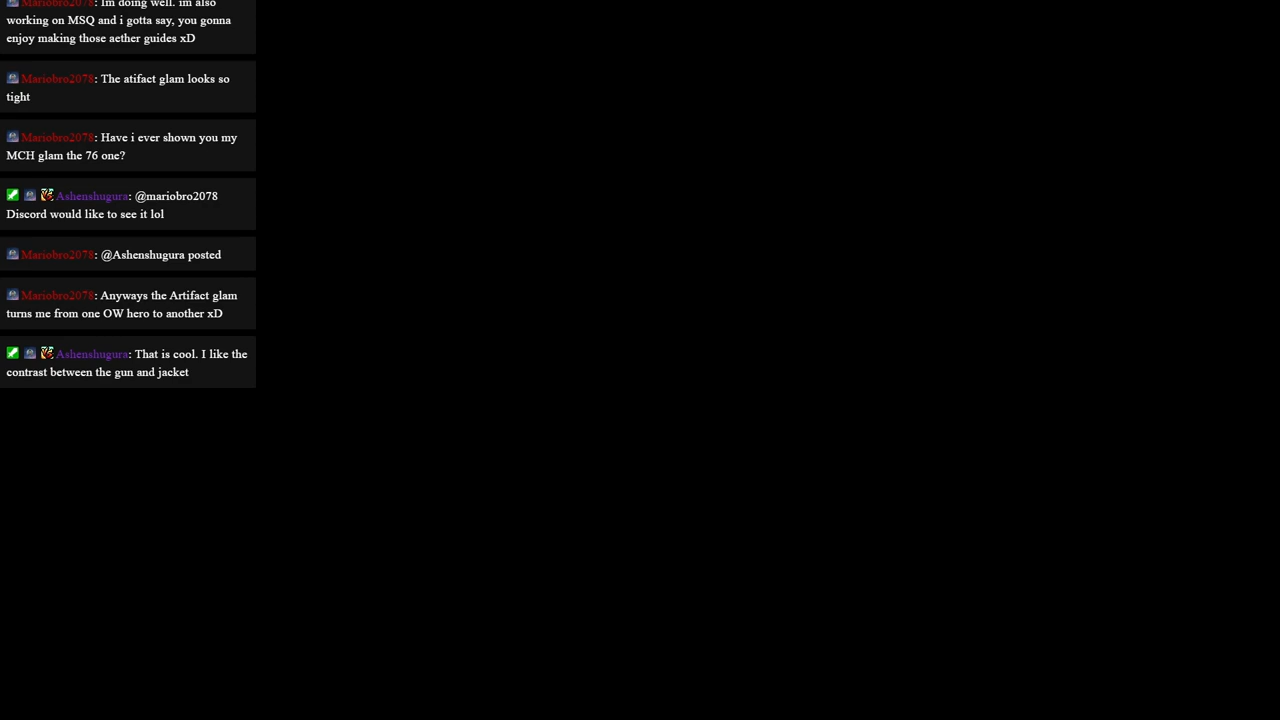 Mariobro2078: Im doing well. im also
working on MSQ and i gotta say, you gonna
enjoy making those aether guides xD
Mariobro2078: The atifact glam looks so
tight
Mariobro2078: Have i ever shown you my
MCH glam the 76 one?
Ashenshugura: @mariobro2078
Discord would like to see it lol
Mariobro2078: @Ashenshugura posted
Mariobro2078: Anyways the Artifact glam
turns me from one OW hero to another xD
Ashenshugura: That is cool. I like the
contrast between the gun and jacket